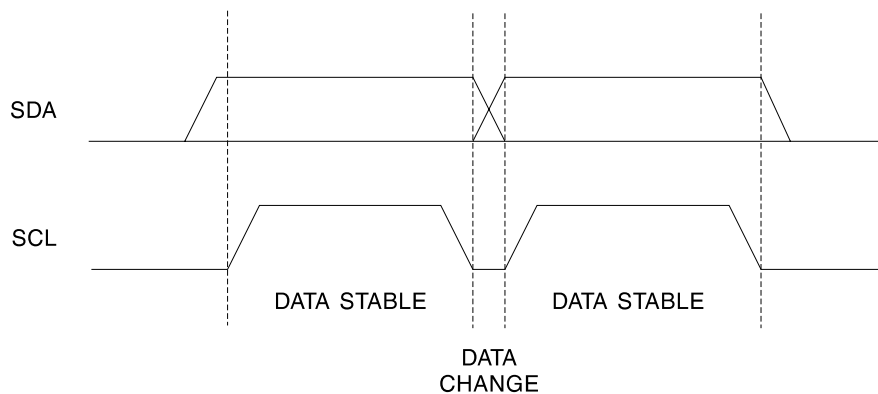 SDA
SCL
DATA STABLE
DATA STABLE
DATA
CHANGE